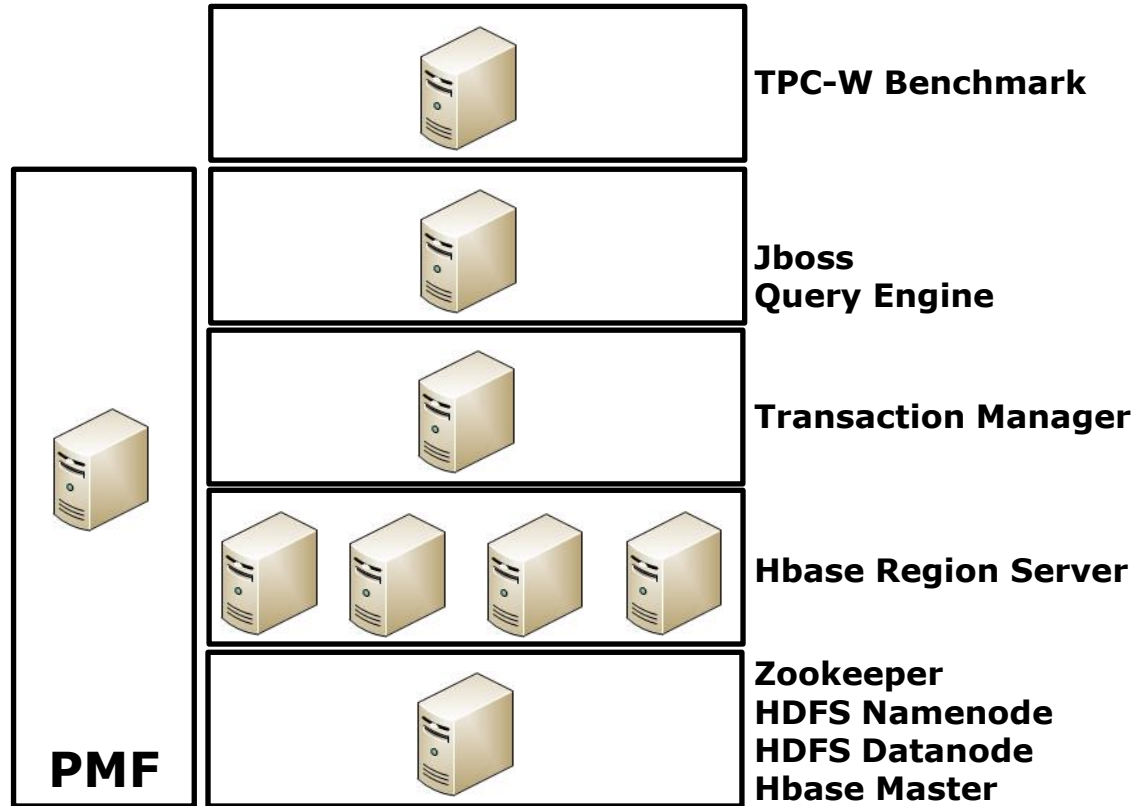 TPC-W Benchmark
Jboss
Query Engine
Transaction Manager
Hbase Region Server
Zookeeper
HDFS Namenode
HDFS Datanode
Hbase Master
PMF